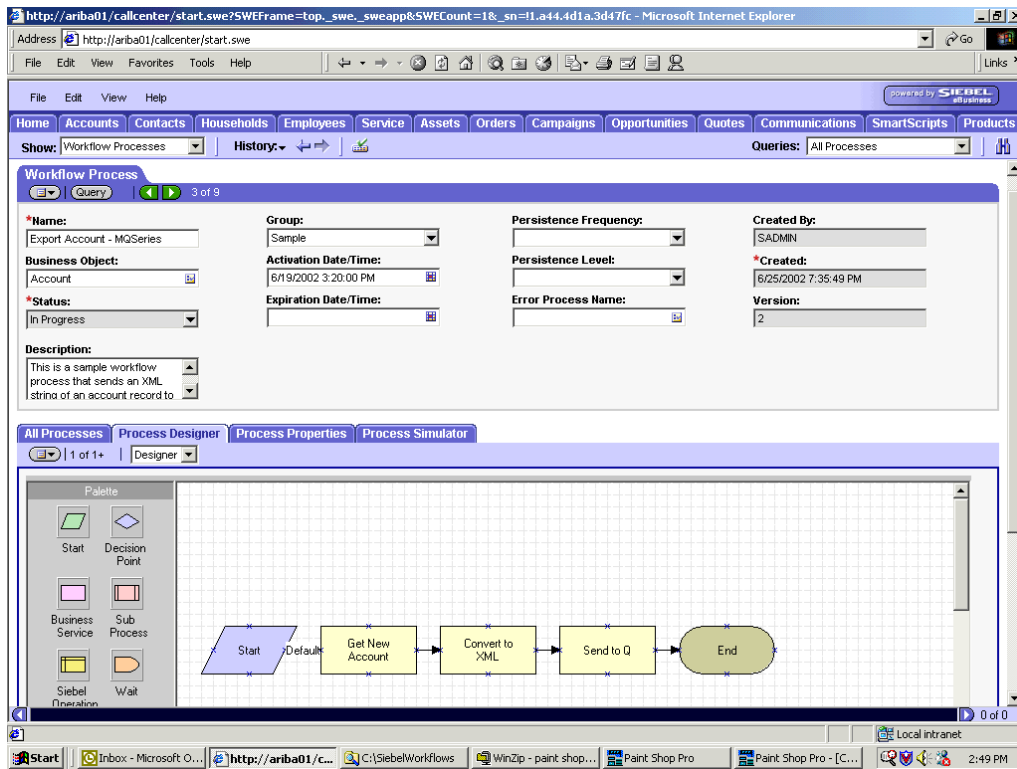 http://ariba01/callcenter/start.swe?SWEFrame=top._swe._sweapp&SWECount=1&_sn=!1.a44.4d1a.3d47fc - Microsoft Internet Explorer
Address http://ariba01/callcenter/start.swe Go
File Edit View Favorites Tools Help Links
File Edit View Help powered by SIEBEL eBusiness
Home Accounts Contacts Households Employees Service Assets Orders Campaigns Opportunities Quotes Communications SmartScripts Products
Show: Workflow Processes History: Queries: All Processes
Workflow Process
Query 3 of 9
*Name: Group: Persistence Frequency: Created By:
Export Account - MQSeries Sample SADMIN
Business Object: Activation Date/Time: Persistence Level: *Created:
Account 6/19/2002 3:20:00 PM 6/25/2002 7:35:49 PM
*Status: Expiration Date/Time: Error Process Name: Version:
In Progress 2
Description:
This is a sample workflow
process that sends an XML
string of an account record to
All Processes Process Designer Process Properties Process Simulator
1 of 1+ Designer
Palette
Start Decision Point
Business Service Sub Process
Siebel Operation Wait
Start Default Get New Account Convert to XML Send to Q End
0 of 0
Local intranet
Start Inbox - Microsoft O... http://ariba01/c... C:\SiebelWorkflows WinZip - paint shop... Paint Shop Pro Paint Shop Pro - [C... 2:49 PM